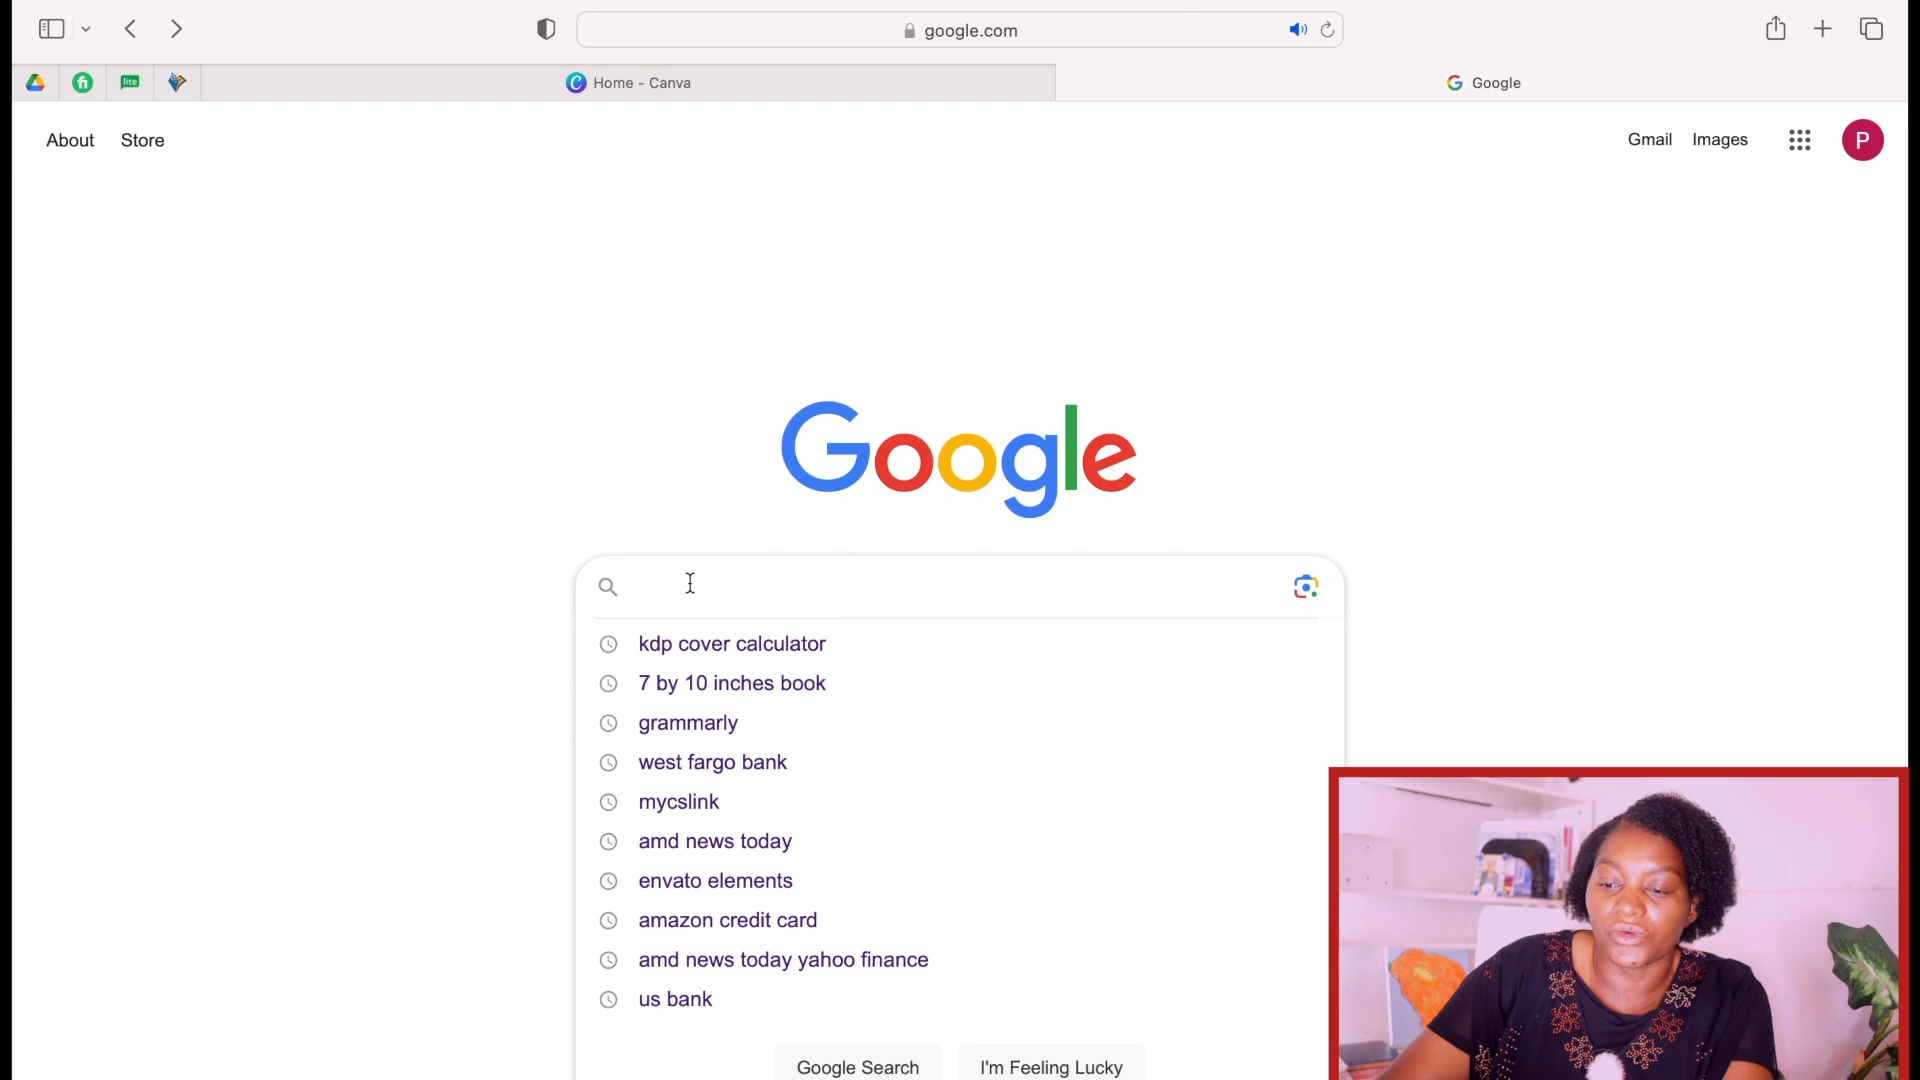 google.com
lite
Home - Canva
Google
About Store
Gmail Images
P
Google
kdp cover calculator
7 by 10 inches book
grammarly
west fargo bank
mycslink
amd news today
envato elements
amazon credit card
amd news today yahoo finance
us bank
Google Search I'm Feeling Lucky